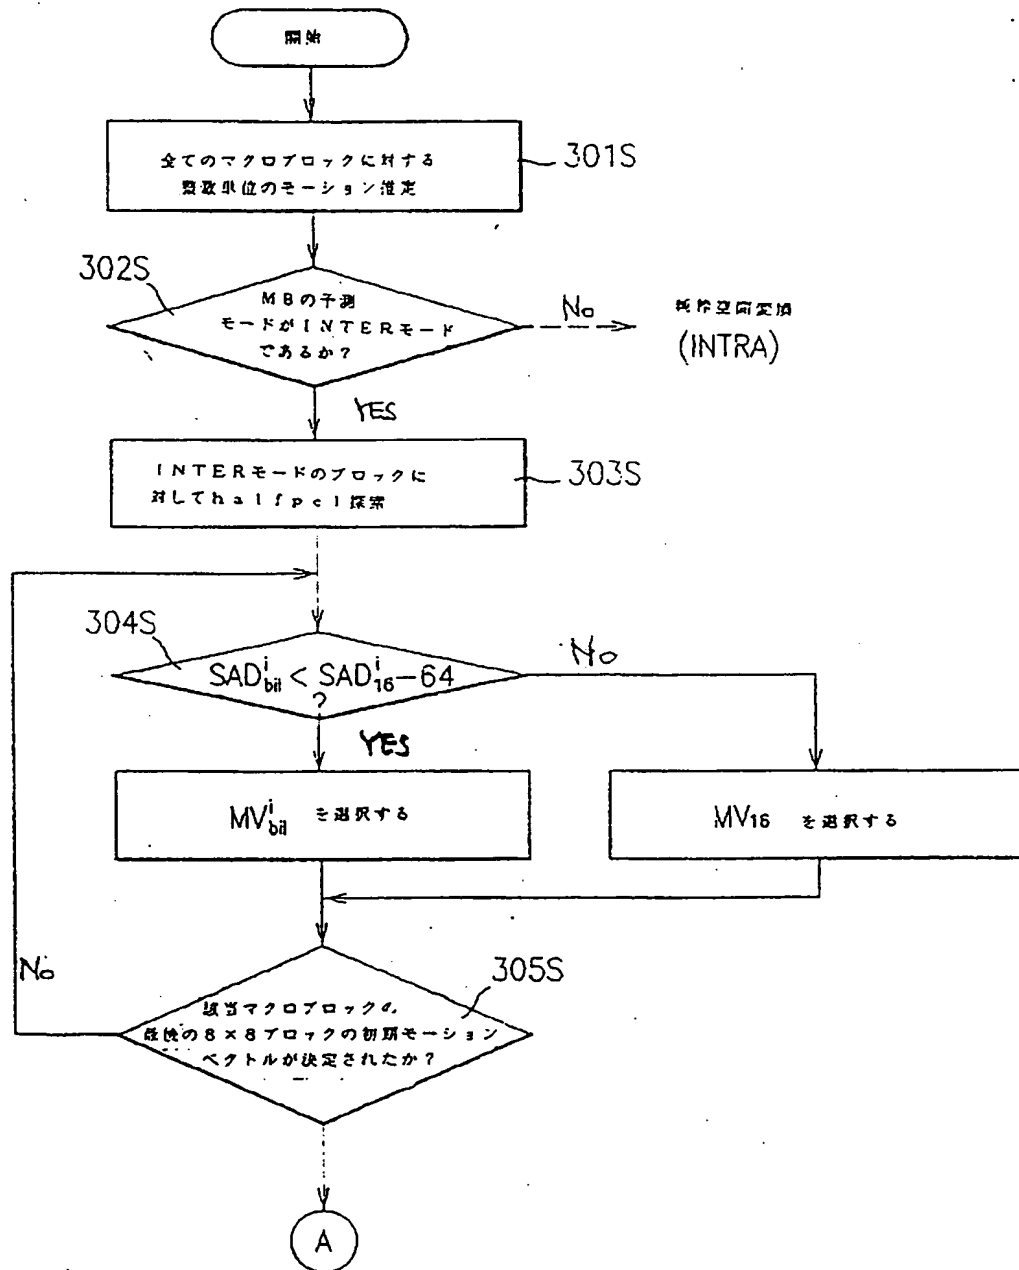 開始
全てのマクロブロックに対する
整数単位のモーション推定
301S
302S
MBの予測
モードがINTERモード
であるか?
No
(INTRA)
YES
INTERモードのブロックに
対してhalfpel探索
303S
304S
SAD^i_bil < SAD^i_16-64
?
No
YES
MV^i_bil を選択する
MV16 を選択する
No
305S
該当マクロブロックの
最後の8×8ブロックの初期モーション
ベクトルが決定されたか?
A